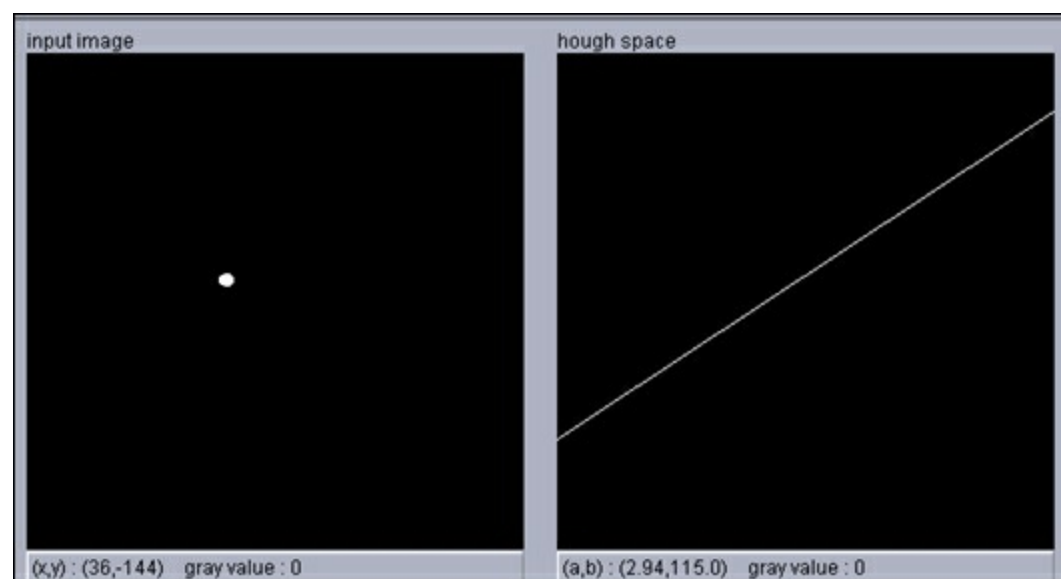 input image
hough space
(x,y) : (36,-144) gray value : 0
(a,b) : (2.94,115.0) gray value : 0